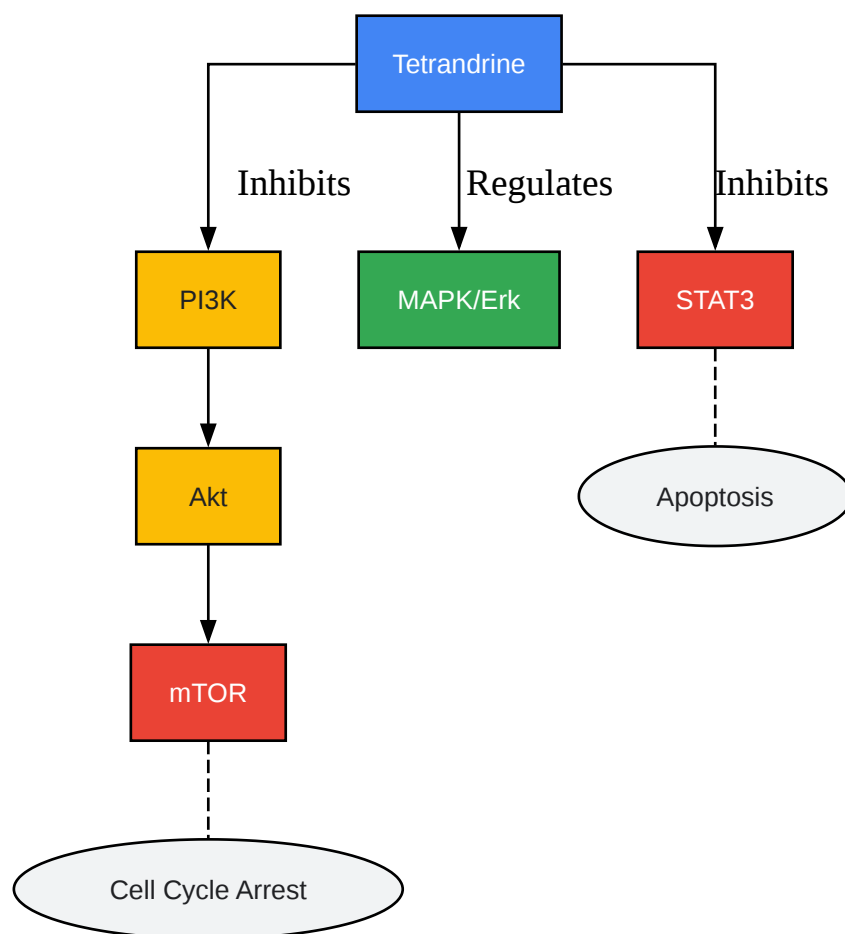 Tetrandrine
Inhibits
Regulates
Inhibits
PI3K
MAPK/Erk
STAT3
Akt
Apoptosis
mTOR
Cell Cycle Arrest